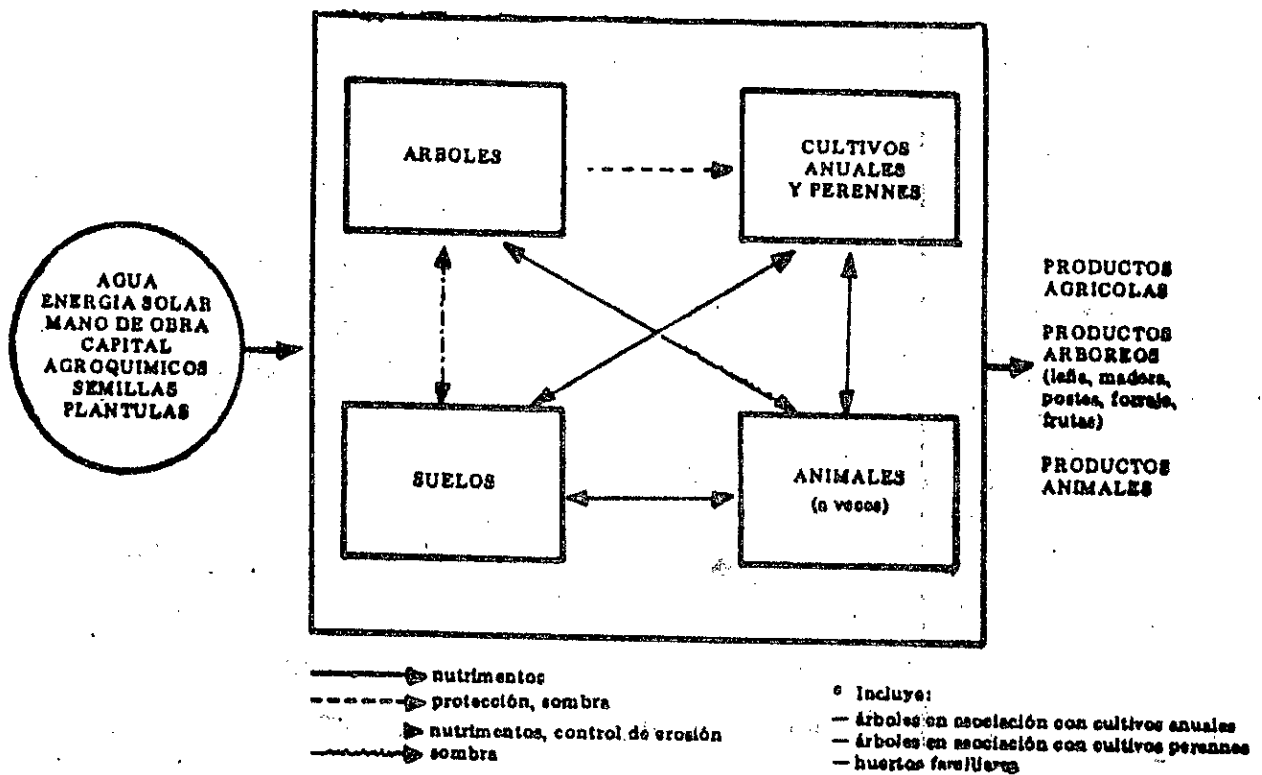 ARBOLES
CULTIVOS
ANUALES
Y PERENNES
AGUA
ENERGIA SOLAR
MANO DE OBRA
CAPITAL
AGROQUIMICOS
SEMILLAS
PLANTULAS
SUELOS
ANIMALES
(a veces)
PRODUCTOS
AGRICOLAS
PRODUCTOS
ARBOREOS
(leña, madera,
postes, forraje,
frutas)
PRODUCTOS
ANIMALES
nutrimentos
protección, sombra
nutrimentos, control de erosión
sombra
* Incluye:
— árboles en asociación con cultivos anuales
— árboles en asociación con cultivos perennes
— huertos familiares